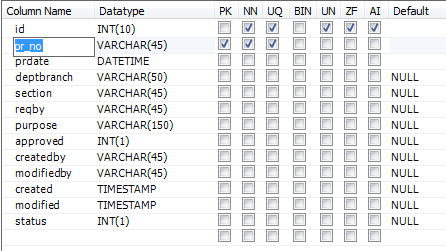 Column Name Datatype PK NN UQ BIN UN ZF AI Default
id INT(10)
pr_no VARCHAR(45)
prdate DATETIME
deptbranch VARCHAR(50) NULL
section VARCHAR(45) NULL
reqby VARCHAR(45) NULL
purpose VARCHAR(150) NULL
approved INT(1) NULL
createdby VARCHAR(45) NULL
modifiedby VARCHAR(45) NULL
created TIMESTAMP NULL
modified TIMESTAMP NULL
status INT(1) NULL